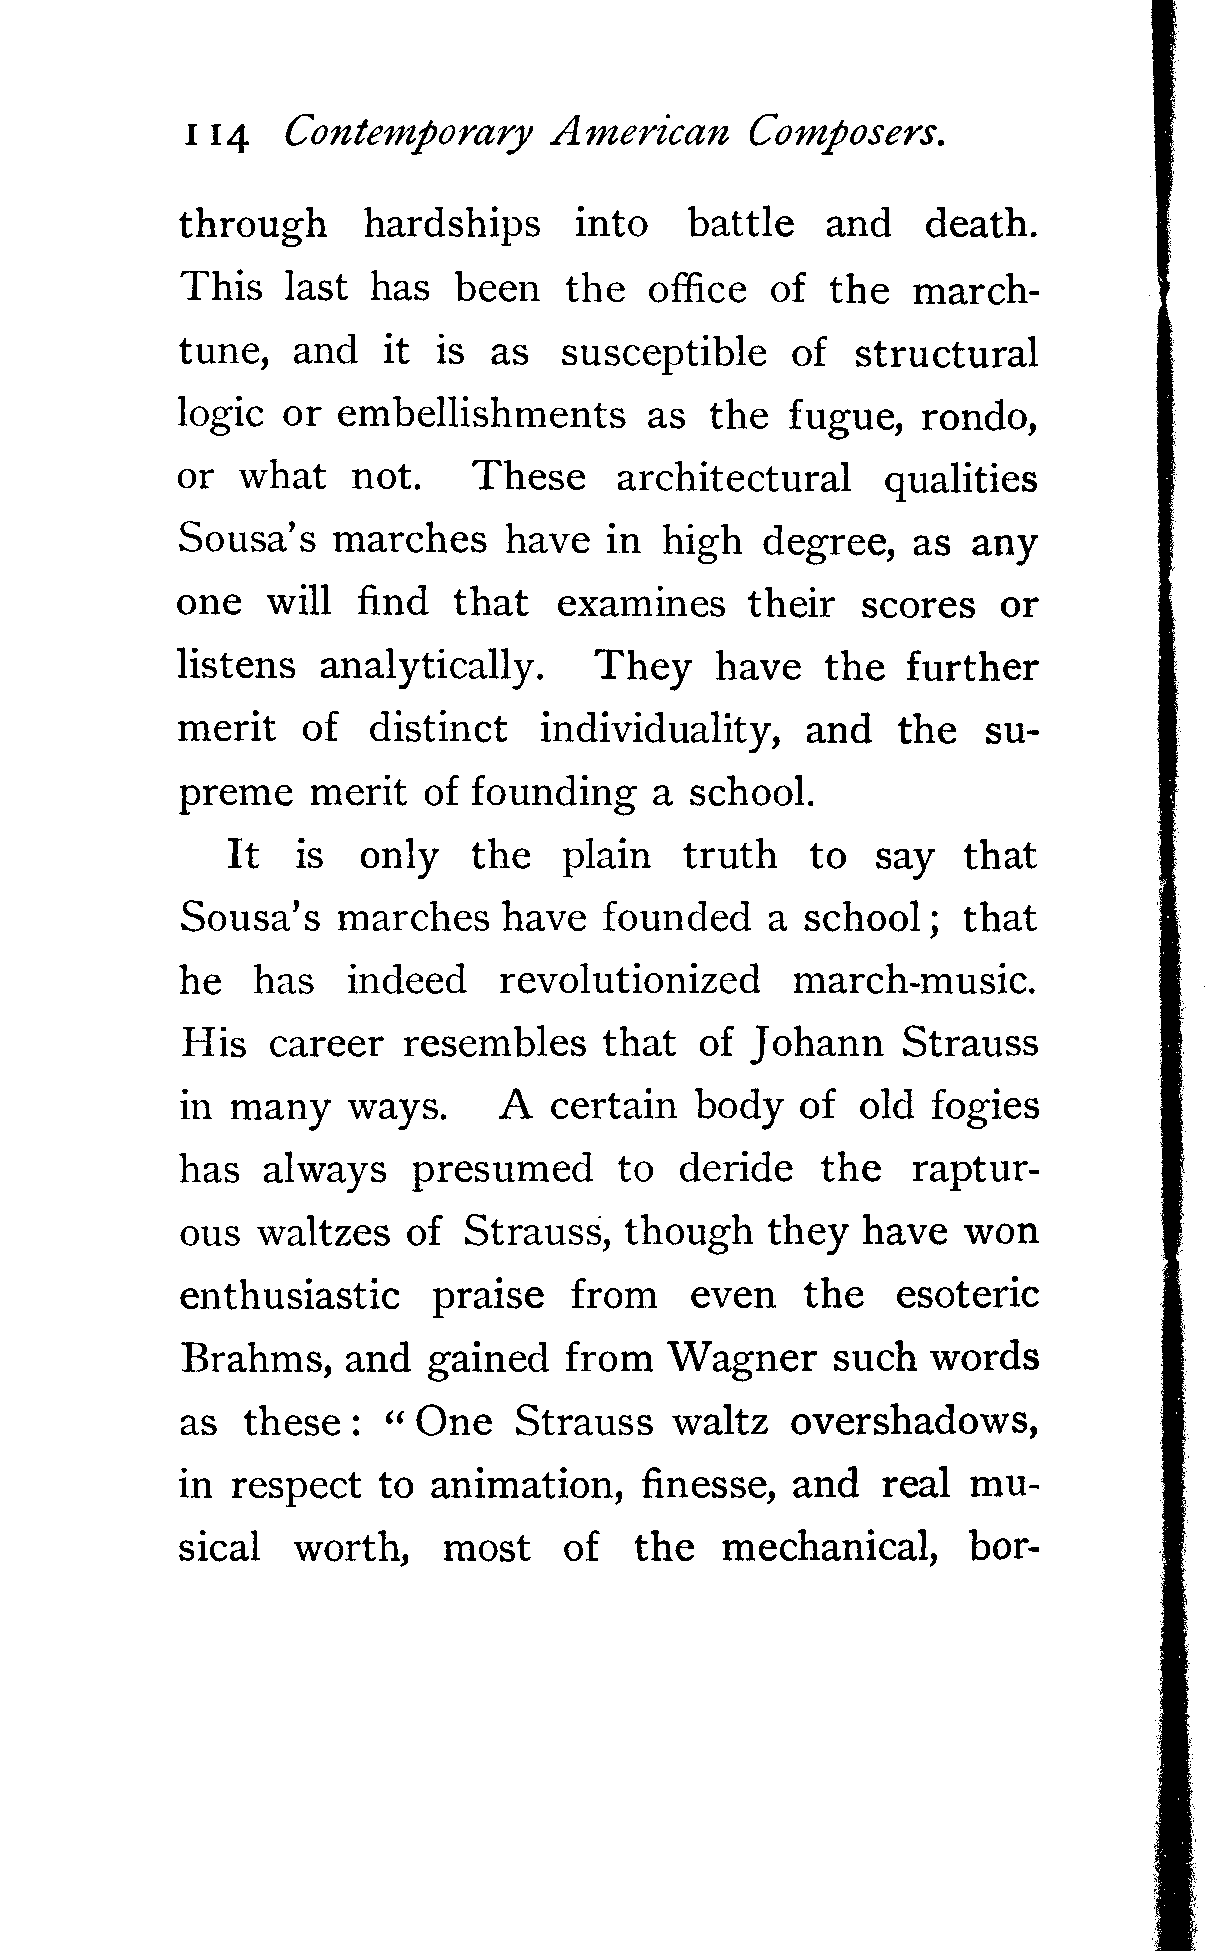 114 Contemporary American Composers.
through hardships into battle and death.
This last has been the office of the march-
tune, and it is as susceptible of structural
logic or embellishments as the fugue, rondo,
or what not. These architectural qualities
Sousa's marches have in high degree, as any
one will find that examines their scores or
listens analytically. They have the further
merit of distinct individuality, and the su-
preme merit of founding a school.
It is only the plain truth to say that
Sousa's marches have founded a school; that
he has indeed revolutionized march-music.
His career resembles that of Johann Strauss
in many ways. A certain body of old fogies
has always presumed to deride the raptur-
ous waltzes of Strauss, though they have won
enthusiastic praise from even the esoteric
Brahms, and gained from Wagner such words
as these: "One Strauss waltz overshadows,
in respect to animation, finesse, and real mu-
sical worth, most of the mechanical, bor-